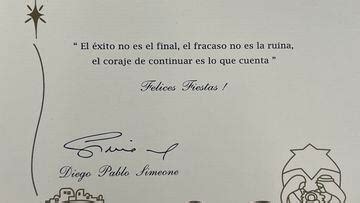 “ El éxito no es el final, el fracaso no es la ruina,
el coraje de continuar es lo que cuenta ”
Felices Fiestas !
Diego Pablo Simeone